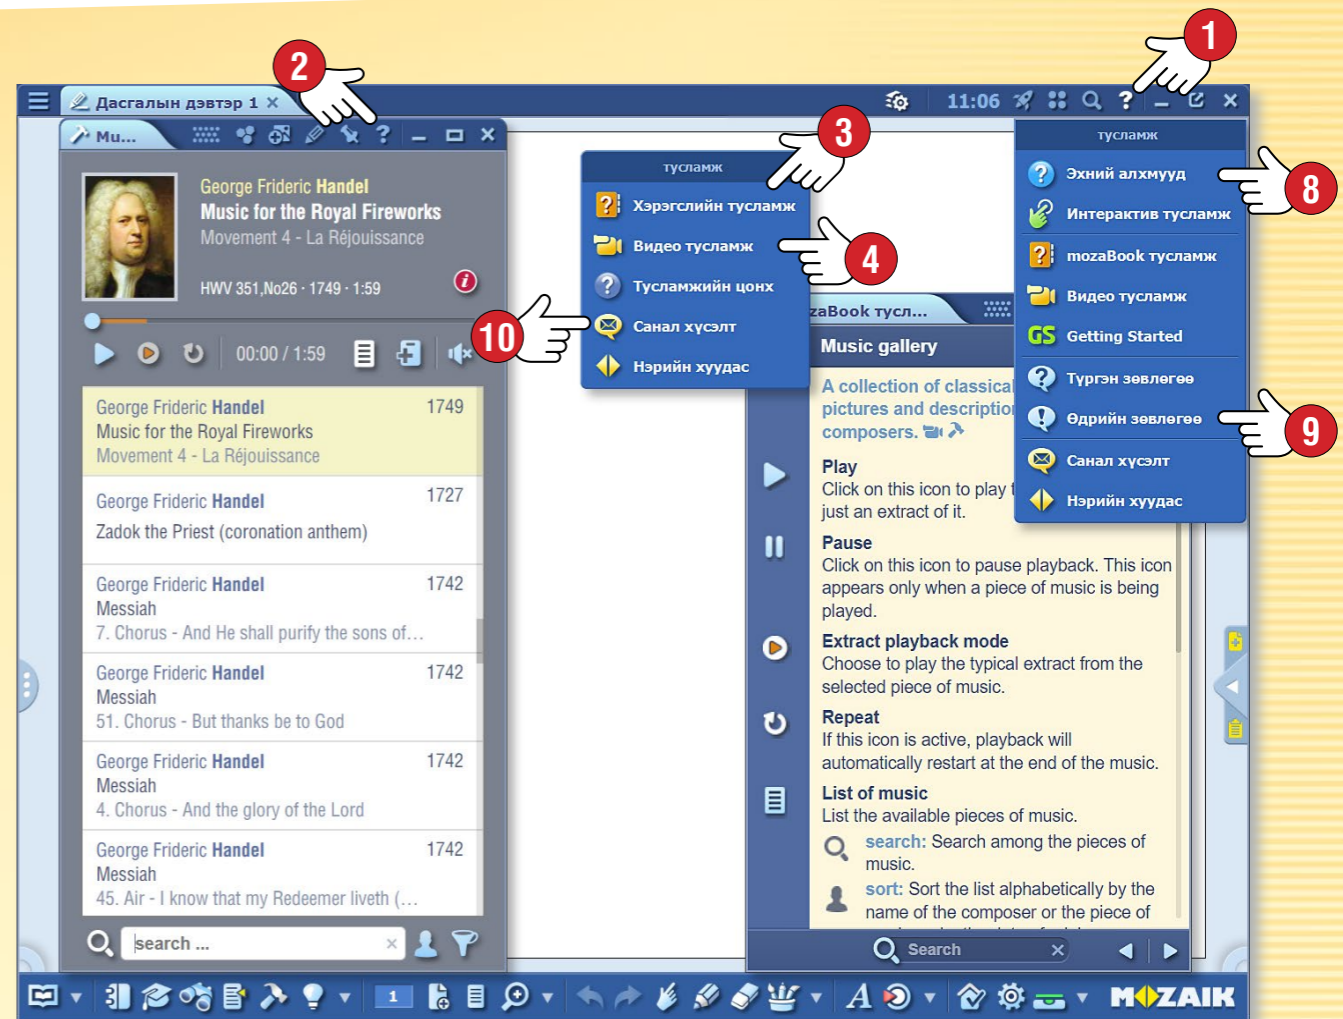 1
2
Дасгалын дэвтэр 1
11:06
Mu...
George Frideric Handel
Music for the Royal Fireworks
Movement 4 - La Réjouissance
HWV 351,No26 · 1749 · 1:59
00:00 / 1:59
George Frideric Handel 1749
Music for the Royal Fireworks
Movement 4 - La Réjouissance
George Frideric Handel 1727
Zadok the Priest (coronation anthem)
George Frideric Handel 1742
Messiah
7. Chorus - And He shall purify the sons of...
George Frideric Handel 1742
Messiah
51. Chorus - But thanks be to God
George Frideric Handel 1742
Messiah
4. Chorus - And the glory of the Lord
George Frideric Handel 1742
Messiah
45. Air - I know that my Redeemer liveth (...
search ...
3
тусламж
Хэрэгслийн тусламж
Видео тусламж
4
Тусламжийн цонх
10
Санал хүсэлт
Нэрийн хуудас
тусламж
Эхний алхмууд
8
Интерактив тусламж
mozaBook тусламж
Видео тусламж
GS Getting Started
Түргэн зөвлөгөө
Өдрийн зөвлөгөө
9
Санал хүсэлт
Нэрийн хуудас
zaBook тусл...
Music gallery
A collection of classical
pictures and description
composers.
Play
Click on this icon to play
just an extract of it.
Pause
Click on this icon to pause playback. This icon
appears only when a piece of music is being
played.
Extract playback mode
Choose to play the typical extract from the
selected piece of music.
Repeat
If this icon is active, playback will
automatically restart at the end of the music.
List of music
List the available pieces of music.
search: Search among the pieces of
music.
sort: Sort the list alphabetically by the
name of the composer or the piece of
Search
1
A
MOZAIK